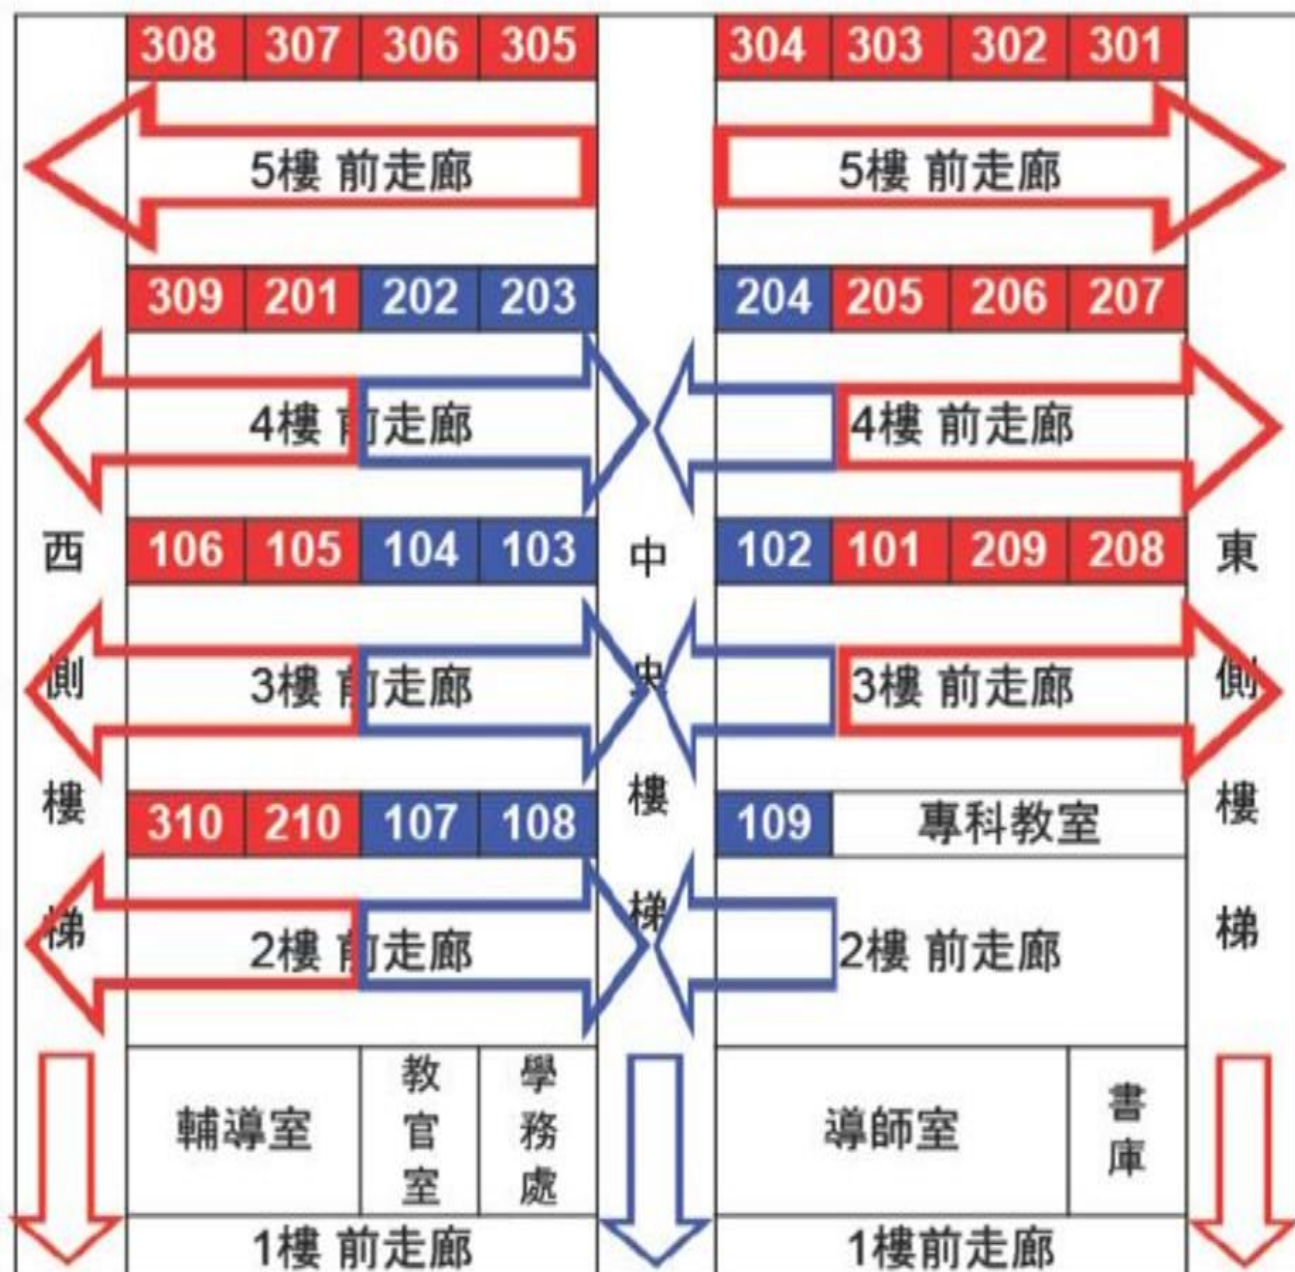 308 307 306 305 304 303 302 301
5樓 前走廊 5樓 前走廊
309 201 202 203 204 205 206 207
4樓 前走廊 4樓 前走廊
106 105 104 103 102 101 209 208
3樓 前走廊 3樓 前走廊
310 210 107 108 109 專科教室
2樓 前走廊 2樓 前走廊
西側樓梯
中央樓梯
東側樓梯
輔導室 教官室 學務處 導師室 書庫
1樓 前走廊 1樓前走廊